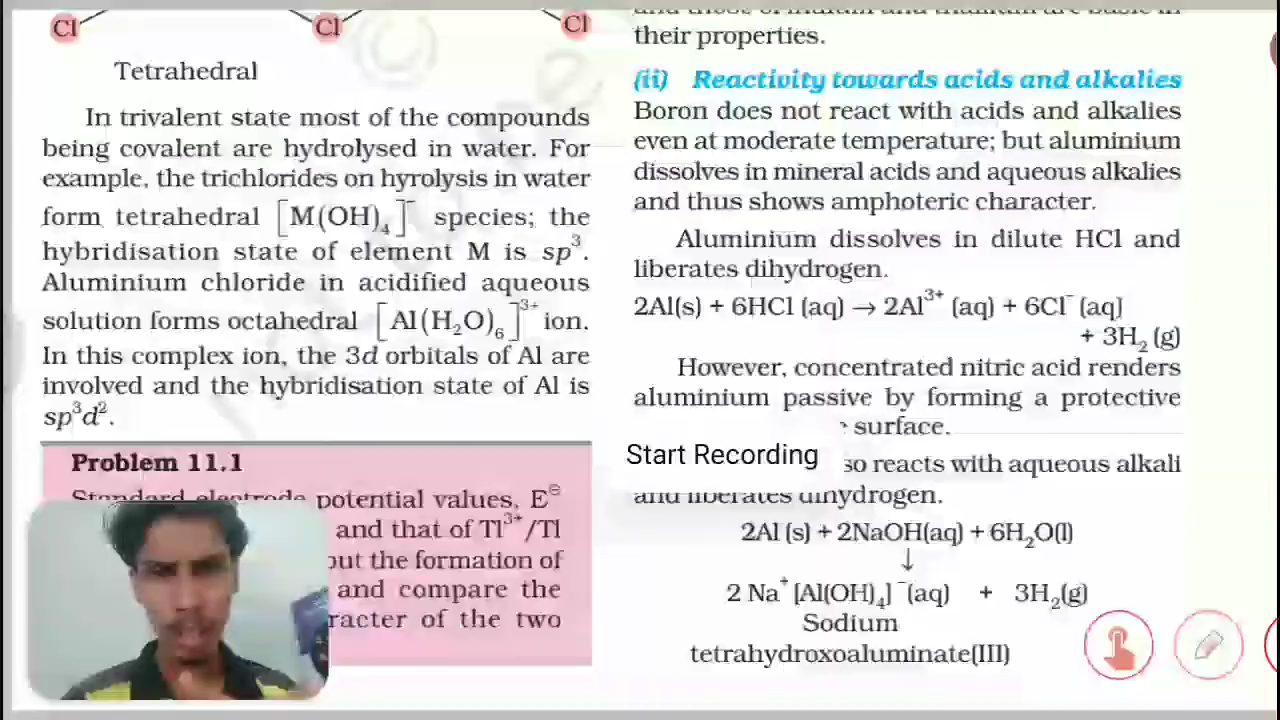 Cl Cl Cl
Tetrahedral
In trivalent state most of the compounds
being covalent are hydrolysed in water. For
example, the trichlorides on hyrolysis in water
form tetrahedral [M(OH)₄]⁻ species; the
hybridisation state of element M is sp³.
Aluminium chloride in acidified aqueous
solution forms octahedral [Al(H₂O)₆]³⁺ ion.
In this complex ion, the 3d orbitals of Al are
involved and the hybridisation state of Al is
sp³d².
Problem 11.1
Standard electrode potential values, E⊖
and that of Tl³⁺/Tl
out the formation of
and compare the
racter of the two
their properties.
(ii) Reactivity towards acids and alkalies
Boron does not react with acids and alkalies
even at moderate temperature; but aluminium
dissolves in mineral acids and aqueous alkalies
and thus shows amphoteric character.
Aluminium dissolves in dilute HCl and
liberates dihydrogen.
2Al(s) + 6HCl (aq) → 2Al³⁺ (aq) + 6Cl⁻ (aq)
+ 3H₂ (g)
However, concentrated nitric acid renders
aluminium passive by forming a protective
surface.
Start Recording
so reacts with aqueous alkali
and liberates dihydrogen.
2Al (s) + 2NaOH(aq) + 6H₂O(l)
↓
2 Na⁺ [Al(OH)₄]⁻ (aq) + 3H₂(g)
Sodium
tetrahydroxoaluminate(III)